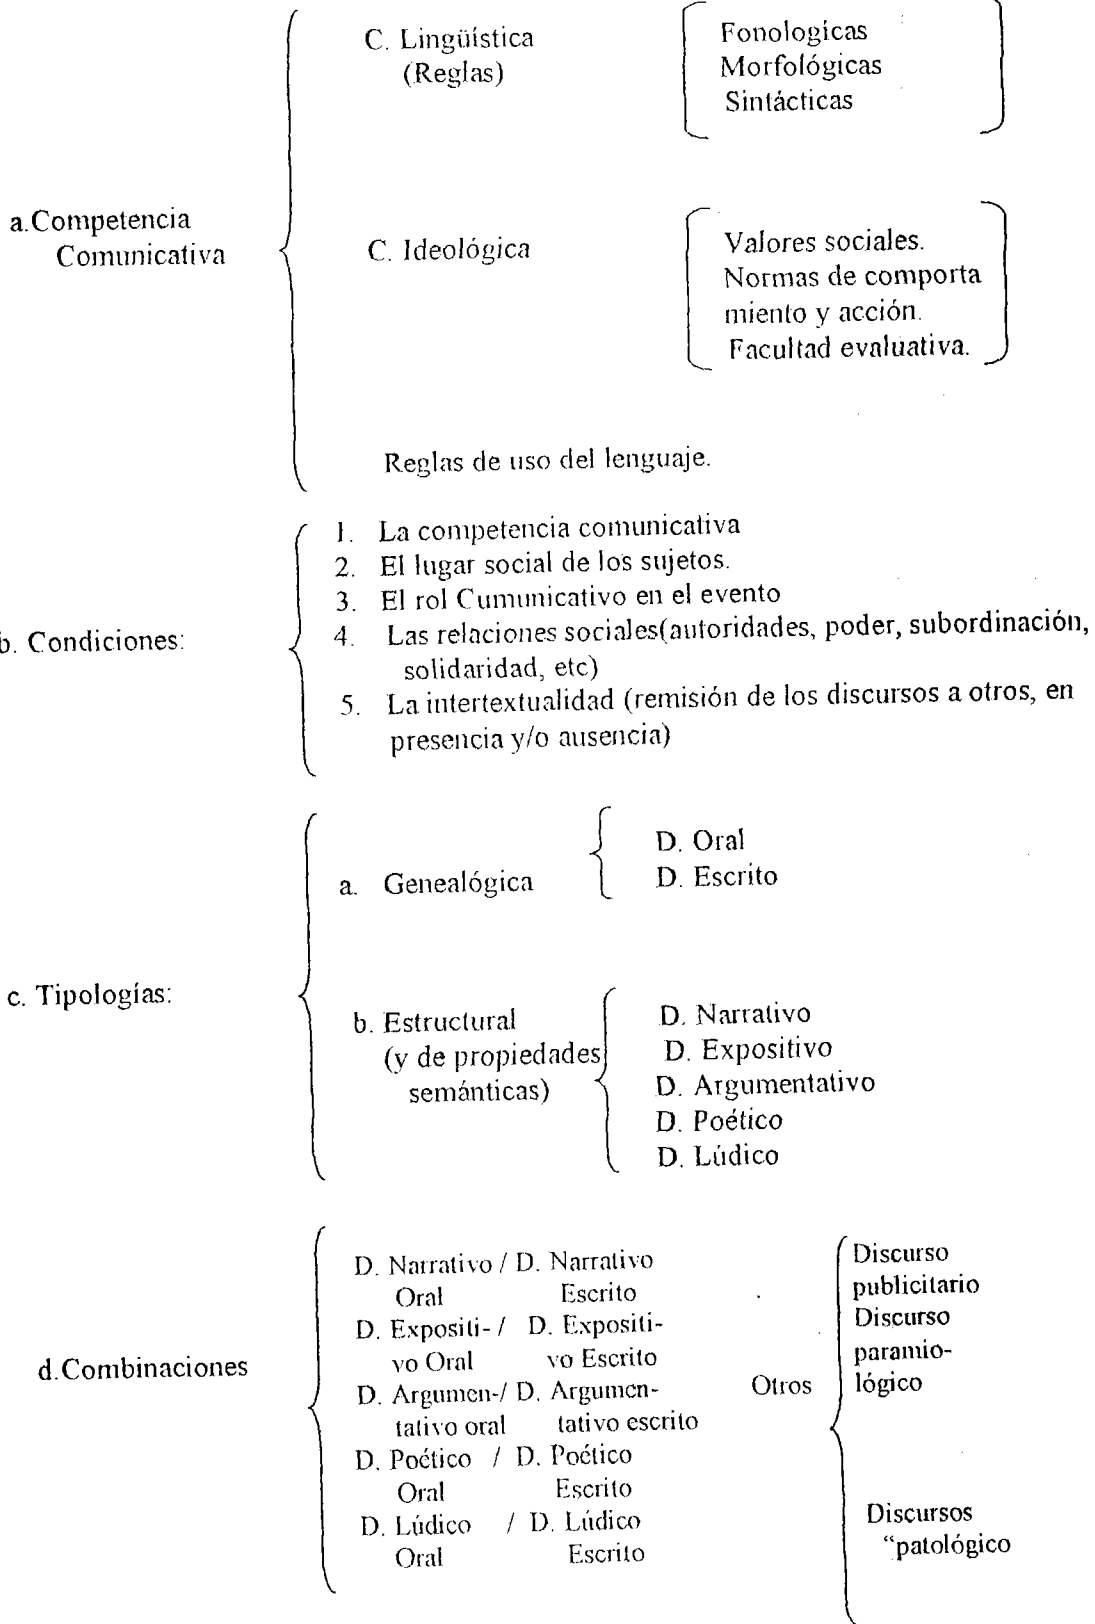 C. Lingüística
(Reglas)
Fonologicas
Morfológicas
Sintácticas
a.Competencia
Comunicativa
C. Ideológica
Valores sociales.
Normas de comporta
miento y acción.
Facultad evaluativa.
Reglas de uso del lenguaje.
b. Condiciones:
1. La competencia comunicativa
2. El lugar social de los sujetos.
3. El rol Cumunicativo en el evento
4. Las relaciones sociales(autoridades, poder, subordinación,
solidaridad, etc)
5. La intertextualidad (remisión de los discursos a otros, en
presencia y/o ausencia)
c. Tipologías:
a. Genealógica
D. Oral
D. Escrito
b. Estructural
(y de propiedades
semánticas)
D. Narrativo
D. Expositivo
D. Argumentativo
D. Poético
D. Lúdico
d.Combinaciones
D. Narrativo / D. Narrativo
Oral Escrito
D. Expositi- / D. Expositi-
vo Oral vo Escrito
D. Argumen-/ D. Argumen-
tativo oral tativo escrito
D. Poético / D. Poético
Oral Escrito
D. Lúdico / D. Lúdico
Oral Escrito
Otros
Discurso
publicitario
Discurso
paramio-
lógico
Discursos
“patológico